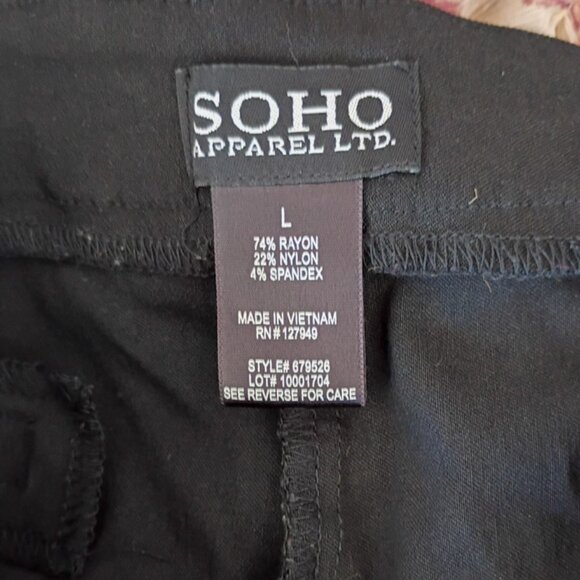 SOHO
APPAREL LTD.
L
74% RAYON
22% NYLON
4% SPANDEX
MADE IN VIETNAM
RN# 127949
STYLE# 679526
LOT# 10001704
SEE REVERSE FOR CARE